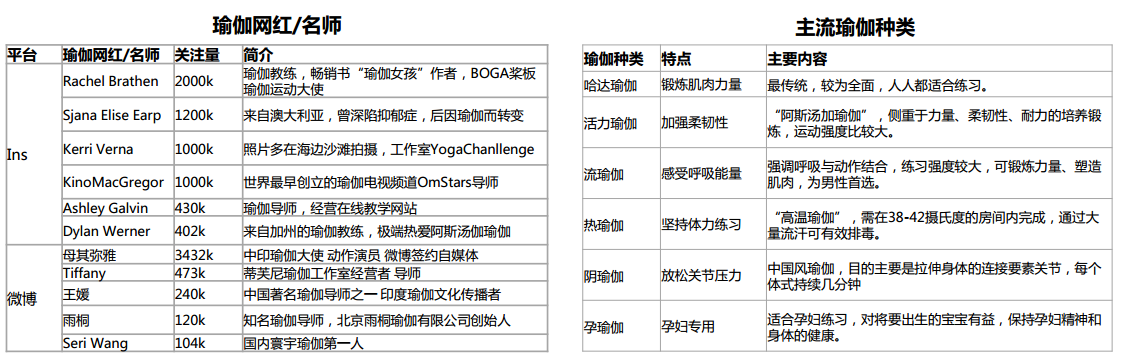 瑜伽网红/名师
平台 瑜伽网红/名师 关注量 简介
Ins
Rachel Brathen 2000k 瑜伽教练，畅销书“瑜伽女孩”作者，BOGA桨板
瑜伽运动大使
Sjana Elise Earp 1200k 来自澳大利亚，曾深陷抑郁症，后因瑜伽而转变
Kerri Verna 1000k 照片多在海边沙滩拍摄，工作室YogaChanllenge
KinoMacGregor 1000k 世界最早创立的瑜伽电视频道OmStars导师
Ashley Galvin 430k 瑜伽导师，经营在线教学网站
Dylan Werner 402k 来自加州的瑜伽教练，极端热爱阿斯汤伽瑜伽
微博
母其弥雅 3432k 中印瑜伽大使 动作演员 微博签约自媒体
Tiffany 473k 蒂芙尼瑜伽工作室经营者 导师
王媛 240k 中国著名瑜伽导师之一 印度瑜伽文化传播者
雨桐 120k 知名瑜伽导师，北京雨桐瑜伽有限公司创始人
Seri Wang 104k 国内寰宇瑜伽第一人
主流瑜伽种类
瑜伽种类 特点 主要内容
哈达瑜伽 锻炼肌肉力量 最传统，较为全面，人人都适合练习。
活力瑜伽 加强柔韧性 “阿斯汤加瑜伽”，侧重于力量、柔韧性、耐力的培养锻
炼，运动强度比较大。
流瑜伽 感受呼吸能量 强调呼吸与动作结合，练习强度较大，可锻炼力量、塑造
肌肉，为男性首选。
热瑜伽 坚持体力练习 “高温瑜伽”，需在38-42摄氏度的房间内完成，通过大
量流汗可有效排毒。
阴瑜伽 放松关节压力 中国风瑜伽，目的主要是拉伸身体的连接要素关节，每个
体式持续几分钟
孕瑜伽 孕妇专用 适合孕妇练习，对将要出生的宝宝有益，保持孕妇精神和
身体的健康。